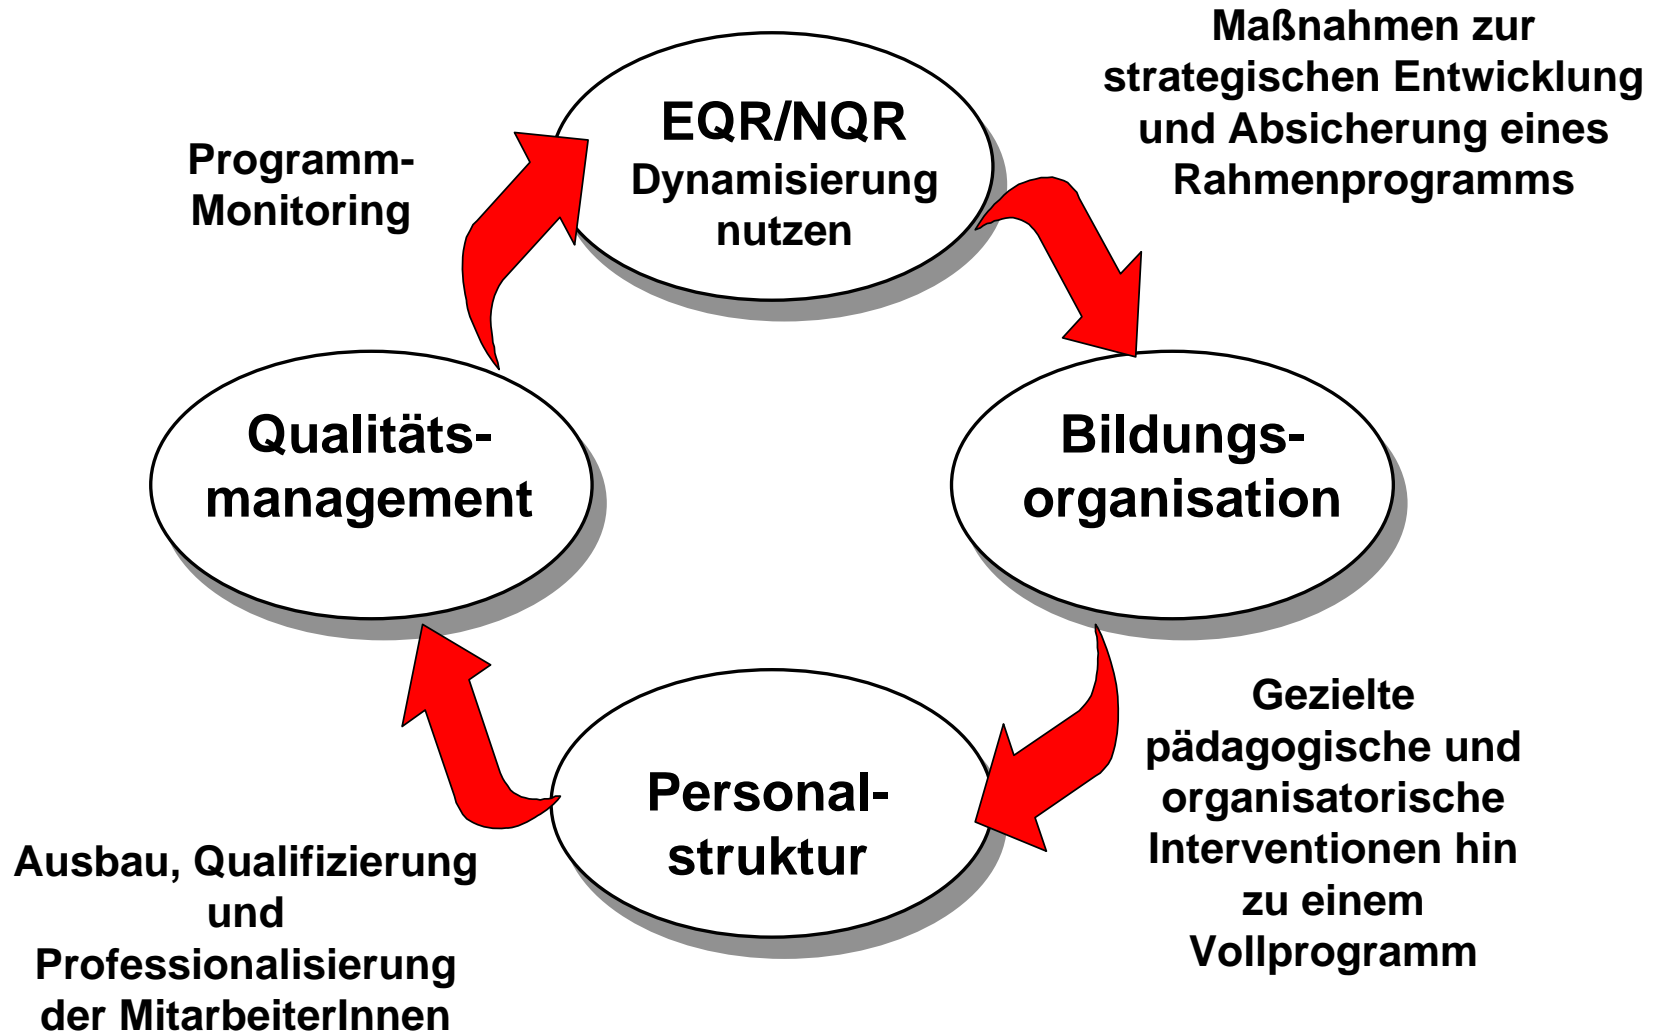 EQR/NQR
Dynamisierung
nutzen
Maßnahmen zur
strategischen Entwicklung
und Absicherung eines
Rahmenprogramms
Bildungs-
organisation
Gezielte
pädagogische und
organisatorische
Interventionen hin
zu einem
Vollprogramm
Personal-
struktur
Ausbau, Qualifizierung
und
Professionalisierung
der MitarbeiterInnen
Qualitäts-
management
Programm-
Monitoring